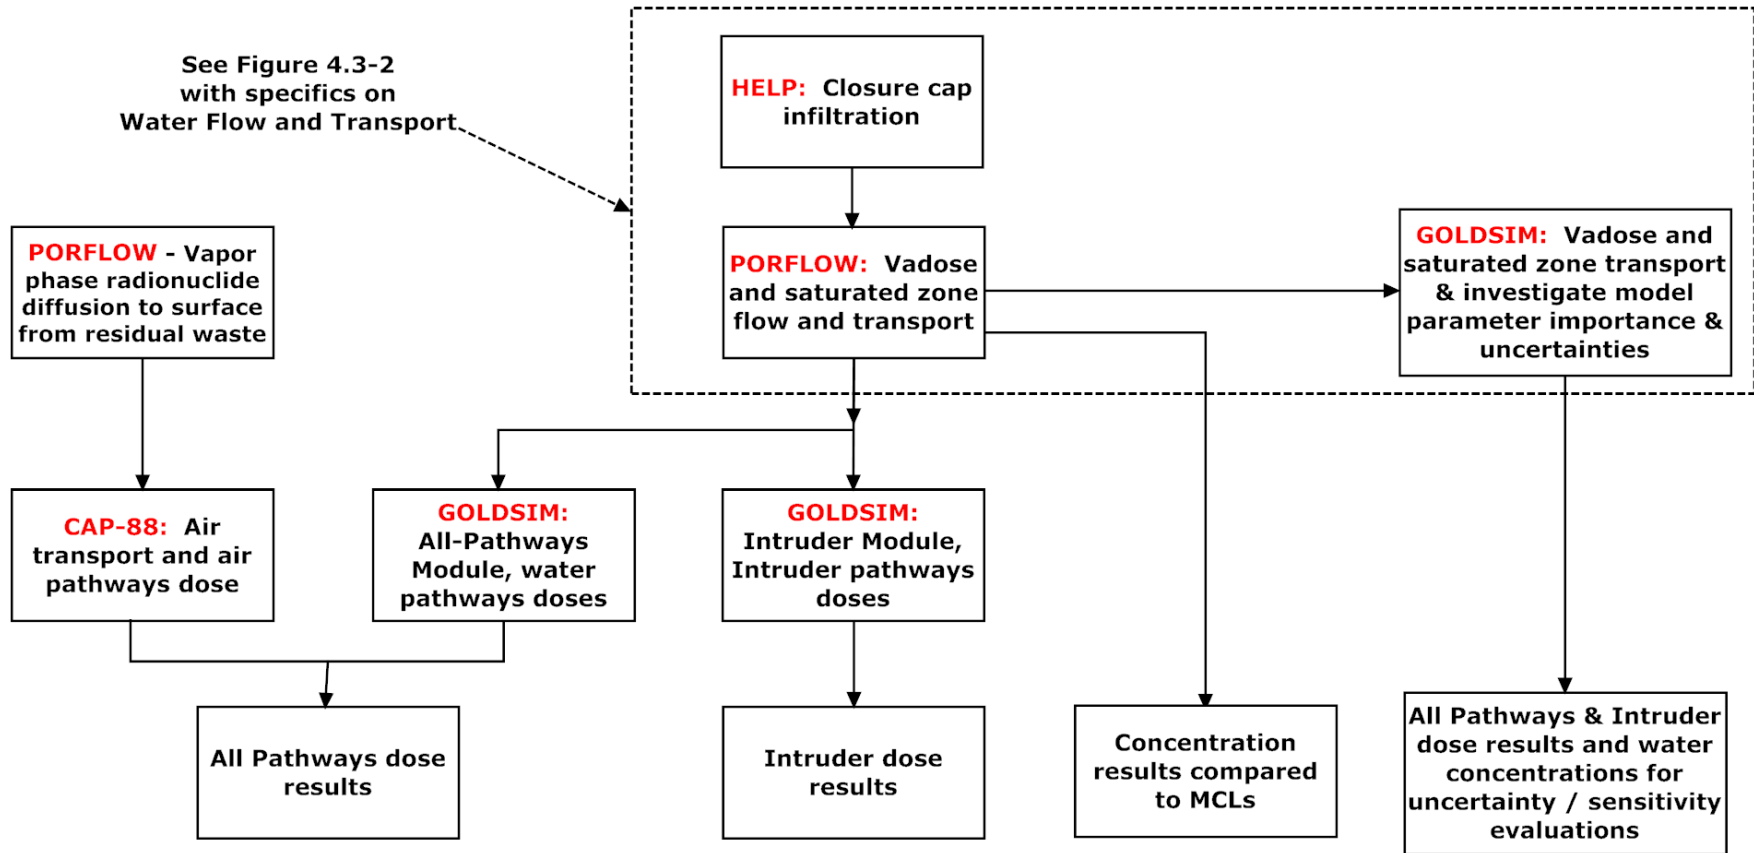 See Figure 4.3-2
with specifics on
Water Flow and Transport
HELP: Closure cap
infiltration
PORFLOW - Vapor
phase radionuclide
diffusion to surface
from residual waste
PORFLOW: Vadose
and saturated zone
flow and transport
GOLDSIM: Vadose and
saturated zone transport
& investigate model
parameter importance &
uncertainties
CAP-88: Air
transport and air
pathways dose
GOLDSIM:
All-Pathways
Module, water
pathways doses
GOLDSIM:
Intruder Module,
Intruder pathways
doses
All Pathways dose
results
Intruder dose
results
Concentration
results compared
to MCLs
All Pathways & Intruder
dose results and water
concentrations for
uncertainty / sensitivity
evaluations